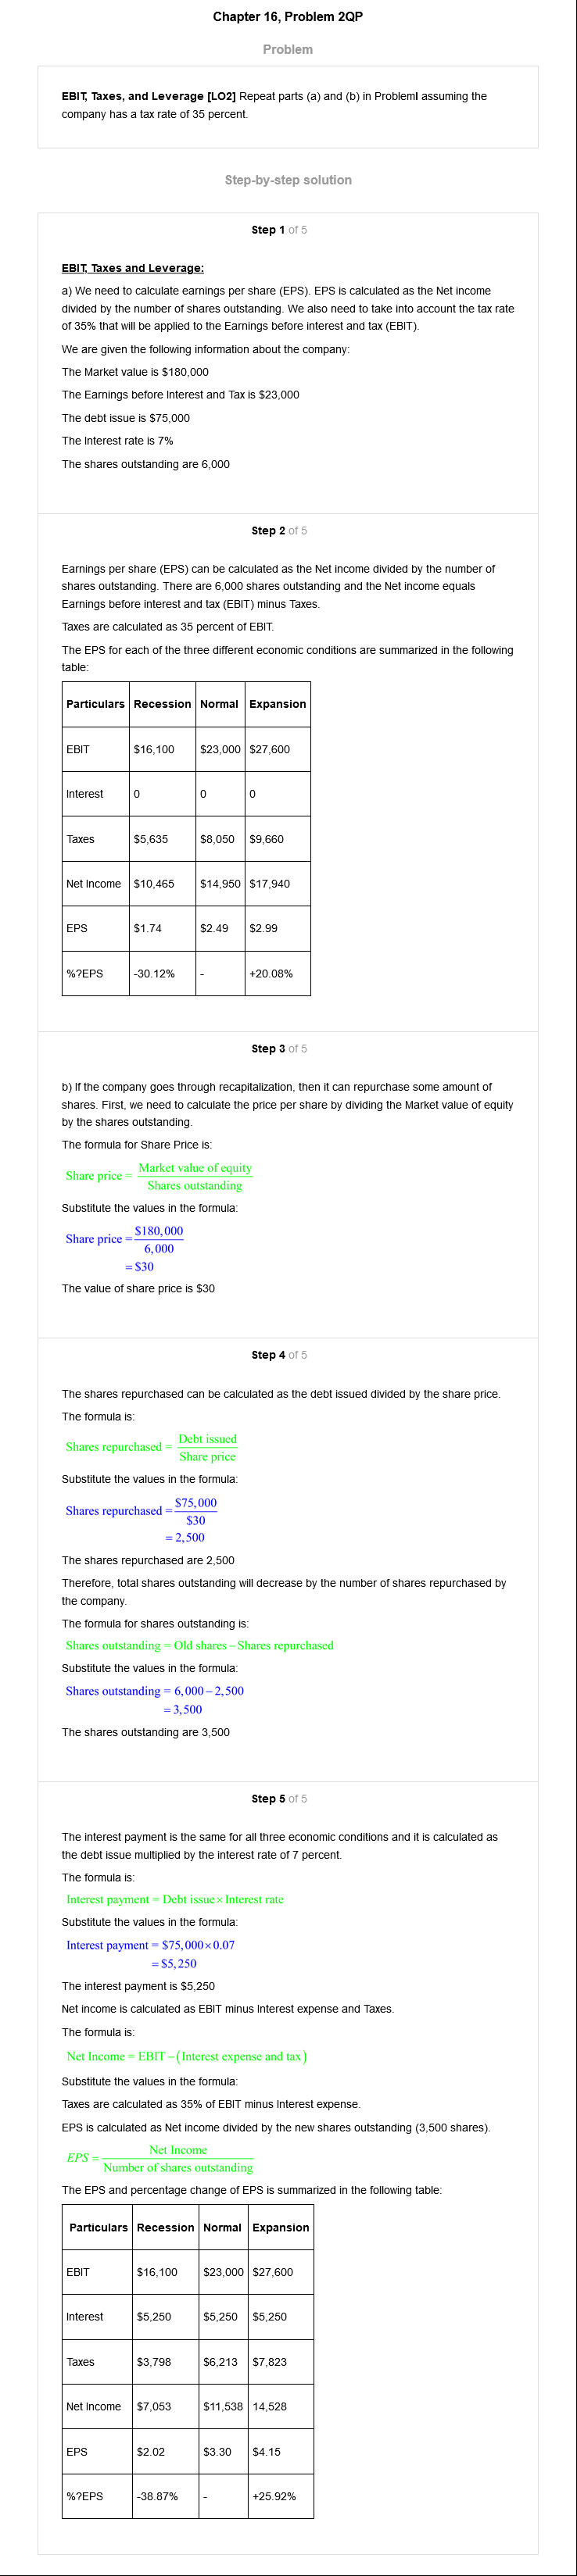 Chapter 16, Problem 2QP
Problem
EBIT, Taxes, and Leverage [LO2] Repeat parts (a) and (b) in ProblemI assuming the
company has a tax rate of 35 percent.
Step-by-step solution
Step 1 of 5
EBIT, Taxes and Leverage:
a) We need to calculate earnings per share (EPS). EPS is calculated as the Net income
divided by the number of shares outstanding. We also need to take into account the tax rate
of 35% that will be applied to the Earnings before interest and tax (EBIT).
We are given the following information about the company:
The Market value is $180,000
The Earnings before Interest and Tax is $23,000
The debt issue is $75,000
The Interest rate is 7%
The shares outstanding are 6,000
Step 2 of 5
Earnings per share (EPS) can be calculated as the Net income divided by the number of
shares outstanding. There are 6,000 shares outstanding and the Net income equals
Earnings before interest and tax (EBIT) minus Taxes.
Taxes are calculated as 35 percent of EBIT.
The EPS for each of the three different economic conditions are summarized in the following
table:
Particulars Recession Normal Expansion
EBIT $16,100 $23,000 $27,600
Interest 0 0 0
Taxes $5,635 $8,050 $9,660
Net Income $10,465 $14,950 $17,940
EPS $1.74 $2.49 $2.99
%?EPS -30.12% - +20.08%
Step 3 of 5
b) If the company goes through recapitalization, then it can repurchase some amount of
shares. First, we need to calculate the price per share by dividing the Market value of equity
by the shares outstanding.
The formula for Share Price is:
Share price = Market value of equity
Shares outstanding
Substitute the values in the formula:
Share price = $180,000
6,000
= $30
The value of share price is $30
Step 4 of 5
The shares repurchased can be calculated as the debt issued divided by the share price.
The formula is:
Shares repurchased = Debt issued
Share price
Substitute the values in the formula:
Shares repurchased = $75,000
$30
= 2,500
The shares repurchased are 2,500
Therefore, total shares outstanding will decrease by the number of shares repurchased by
the company.
The formula for shares outstanding is:
Shares outstanding = Old shares – Shares repurchased
Substitute the values in the formula:
Shares outstanding = 6,000 – 2,500
= 3,500
The shares outstanding are 3,500
Step 5 of 5
The interest payment is the same for all three economic conditions and it is calculated as
the debt issue multiplied by the interest rate of 7 percent.
The formula is:
Interest payment = Debt issue × Interest rate
Substitute the values in the formula:
Interest payment = $75,000 × 0.07
= $5,250
The interest payment is $5,250
Net income is calculated as EBIT minus Interest expense and Taxes.
The formula is:
Net Income = EBIT – (Interest expense and tax)
Substitute the values in the formula:
Taxes are calculated as 35% of EBIT minus Interest expense.
EPS is calculated as Net income divided by the new shares outstanding (3,500 shares).
EPS = Net Income
Number of shares outstanding
The EPS and percentage change of EPS is summarized in the following table:
Particulars Recession Normal Expansion
EBIT $16,100 $23,000 $27,600
Interest $5,250 $5,250 $5,250
Taxes $3,798 $6,213 $7,823
Net Income $7,053 $11,538 14,528
EPS $2.02 $3.30 $4.15
%?EPS -38.87% - +25.92%